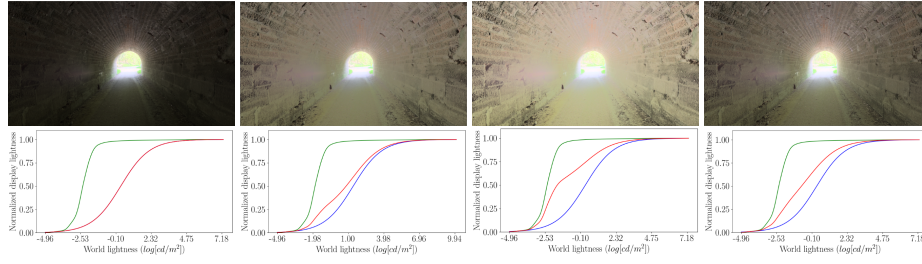 1.00
0.75
0.50
0.25
0.00
Normalized display lightness
-4.96 -2.53 -0.10 2.32 4.75 7.18
World lightness (log[cd/m²])
1.00
0.75
0.50
0.25
0.00
Normalized display lightness
-4.96 -1.98 1.00 3.98 6.96 9.94
World lightness (log[cd/m²])
1.00
0.75
0.50
0.25
0.00
Normalized display lightness
-4.96 -2.53 -0.10 2.32 4.75 7.18
World lightness (log[cd/m²])
1.00
0.75
0.50
0.25
0.00
Normalized display lightness
-4.96 -2.53 -0.10 2.32 4.75
World lightness (log[cd/m²])